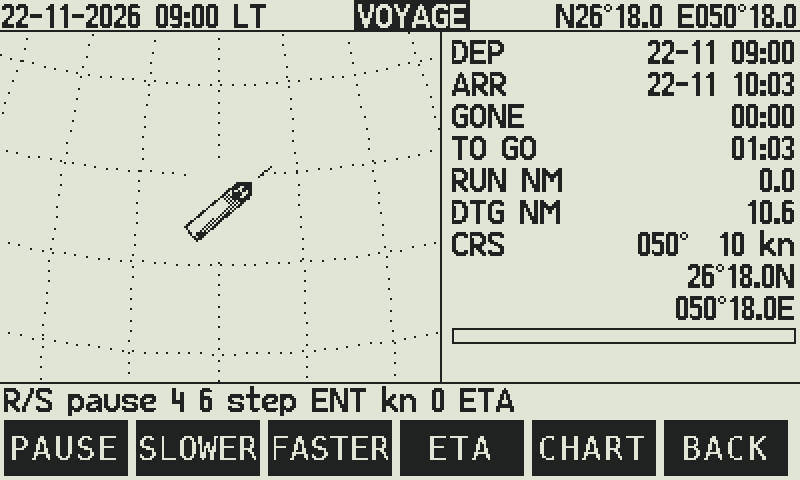 22-11-2026 09:00 LT VOYAGE N26°18.0 E050°18.0
DEP 22-11 09:00
ARR 22-11 10:03
GONE 00:00
TO GO 01:03
RUN NM 0.0
DTG NM 10.6
CRS 050° 10 kn
26°18.0N
050°18.0E
R/S pause 4 6 step ENT kn 0 ETA
PAUSE SLOWER FASTER ETA CHART BACK